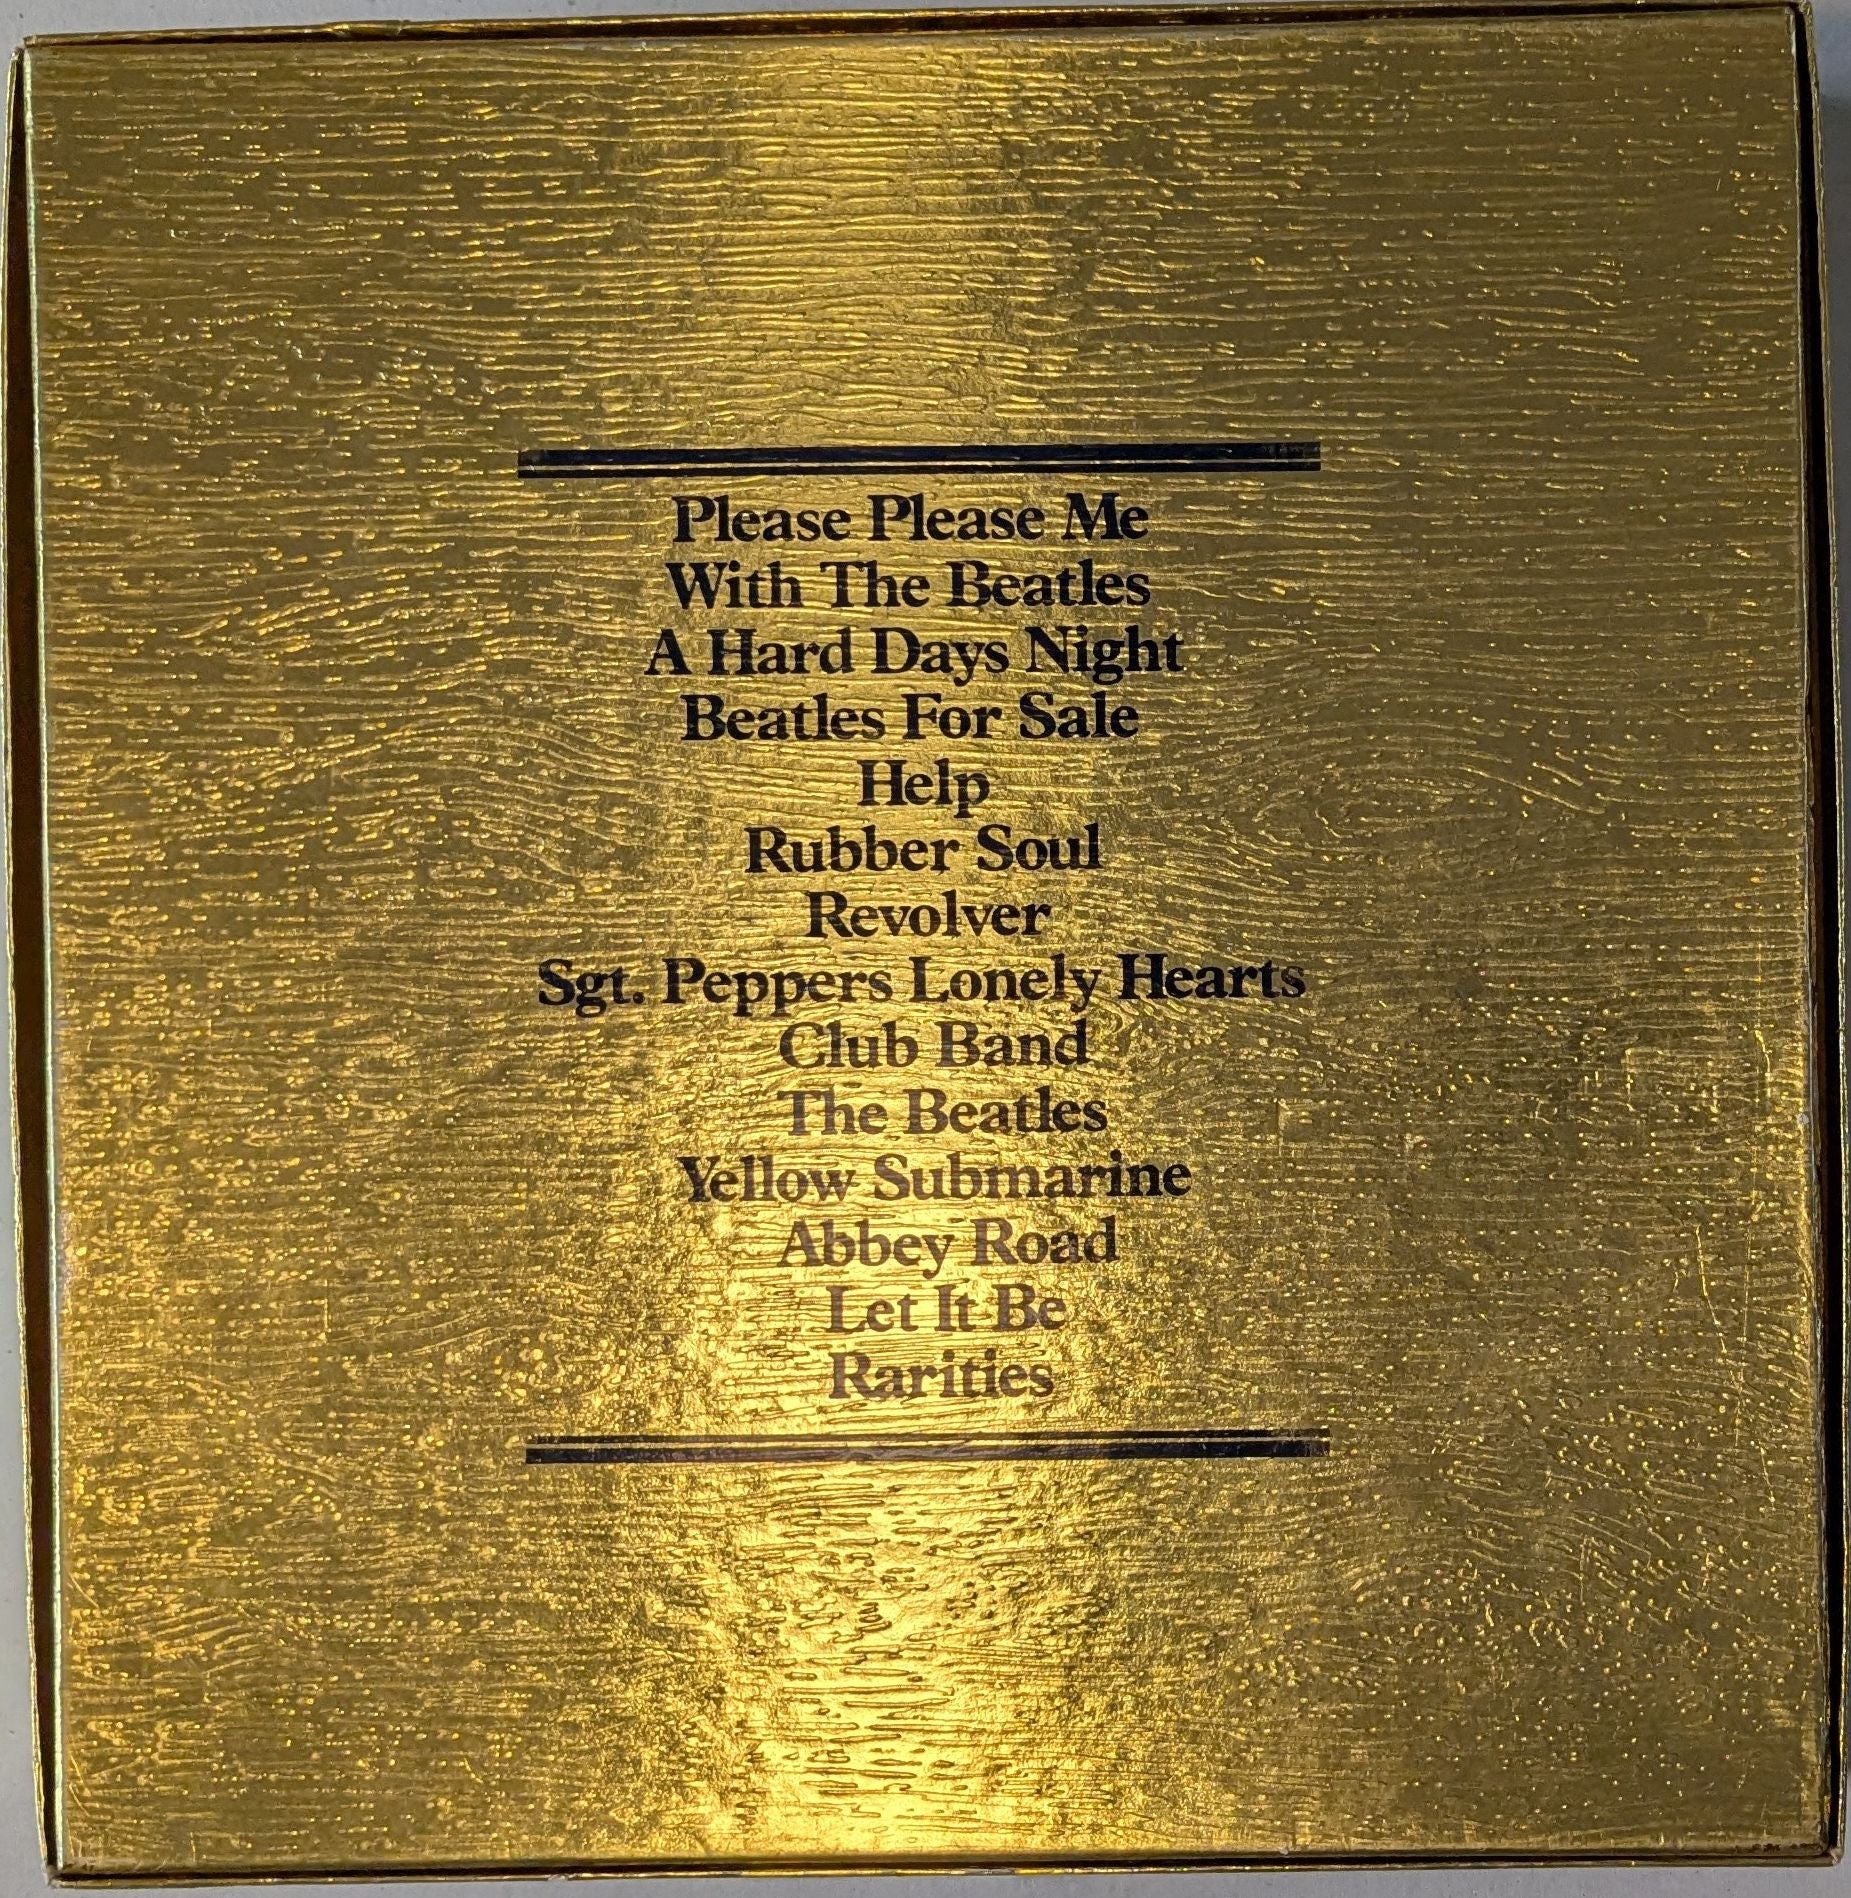 Please Please Me
With The Beatles
A Hard Days Night
Beatles For Sale
Help
Rubber Soul
Revolver
Sgt. Peppers Lonely Hearts
Club Band
The Beatles
Yellow Submarine
Abbey Road
Let It Be
Rarities